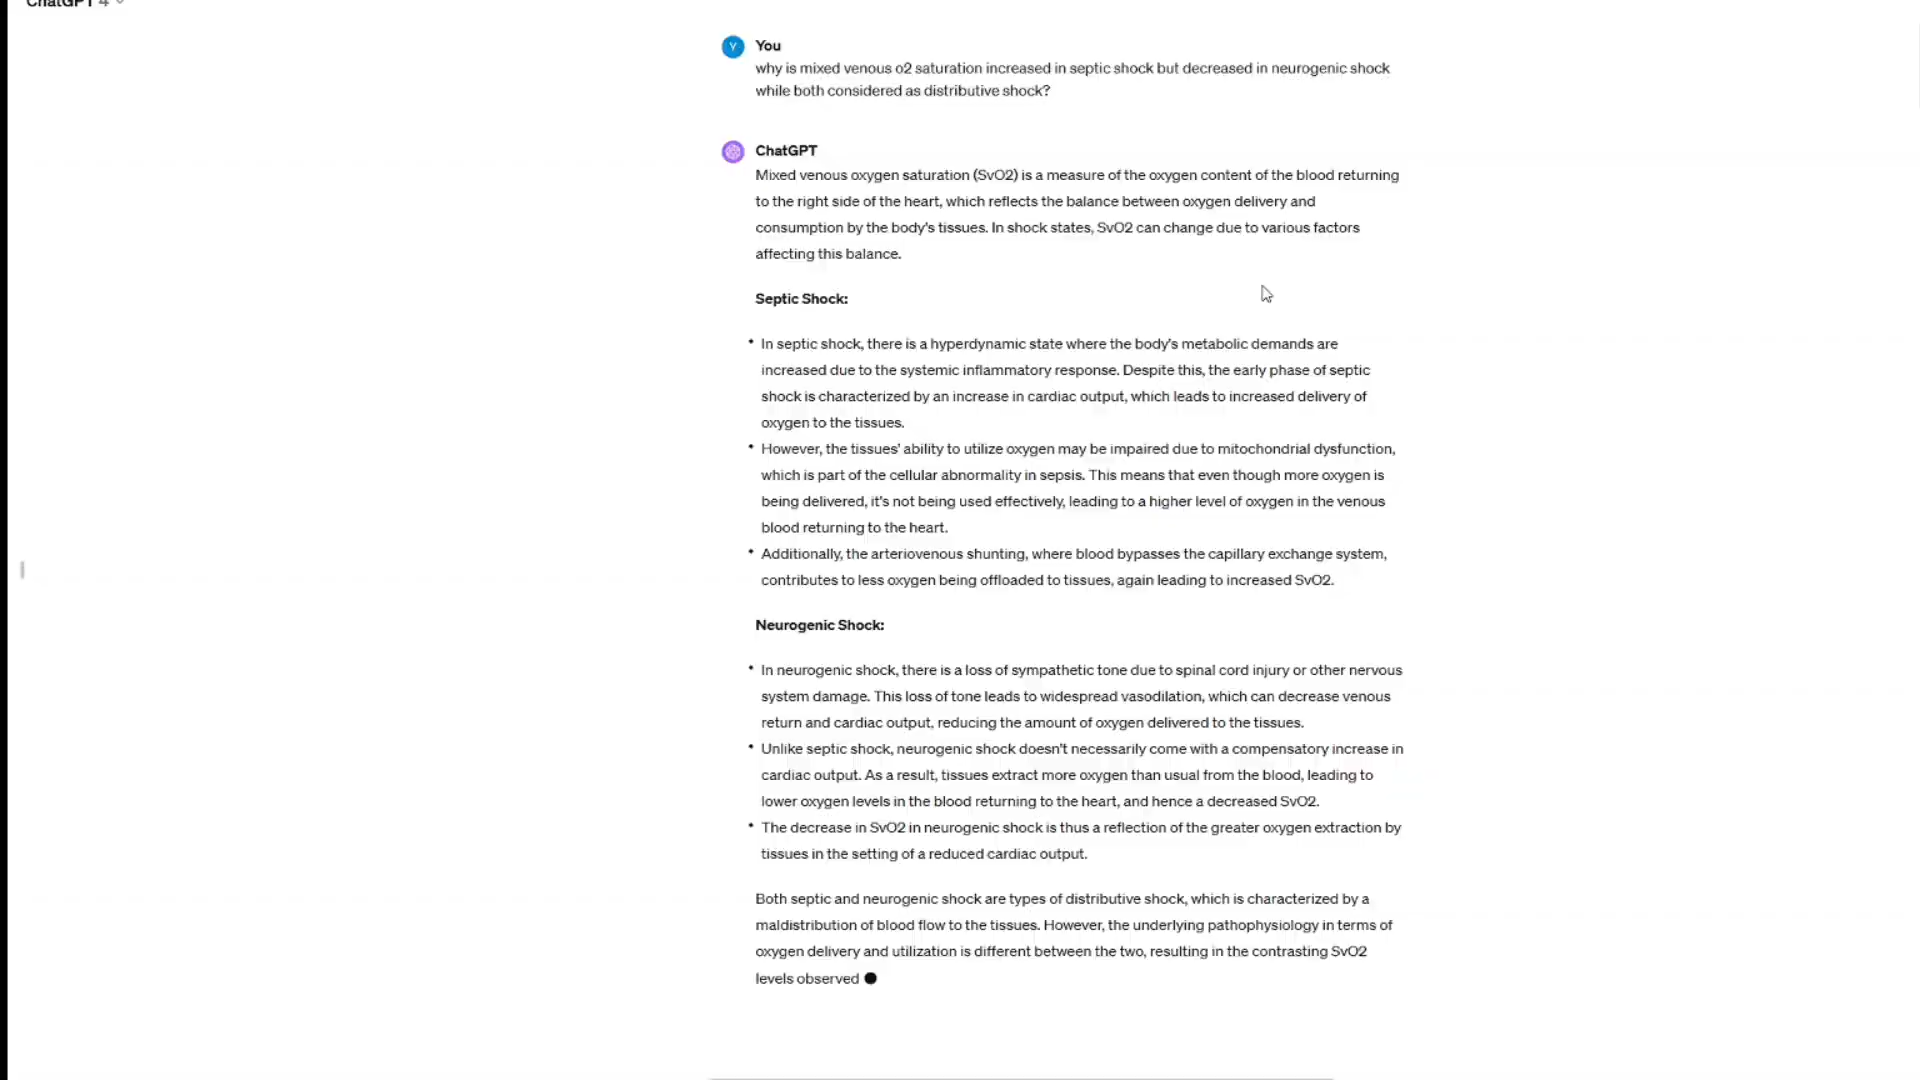 ChatGPT 4
Y
You
why is mixed venous o2 saturation increased in septic shock but decreased in neurogenic shock
while both considered as distributive shock?
ChatGPT
Mixed venous oxygen saturation (SvO2) is a measure of the oxygen content of the blood returning
to the right side of the heart, which reflects the balance between oxygen delivery and
consumption by the body's tissues. In shock states, SvO2 can change due to various factors
affecting this balance.
Septic Shock:
• In septic shock, there is a hyperdynamic state where the body's metabolic demands are
increased due to the systemic inflammatory response. Despite this, the early phase of septic
shock is characterized by an increase in cardiac output, which leads to increased delivery of
oxygen to the tissues.
• However, the tissues' ability to utilize oxygen may be impaired due to mitochondrial dysfunction,
which is part of the cellular abnormality in sepsis. This means that even though more oxygen is
being delivered, it's not being used effectively, leading to a higher level of oxygen in the venous
blood returning to the heart.
• Additionally, the arteriovenous shunting, where blood bypasses the capillary exchange system,
contributes to less oxygen being offloaded to tissues, again leading to increased SvO2.
Neurogenic Shock:
• In neurogenic shock, there is a loss of sympathetic tone due to spinal cord injury or other nervous
system damage. This loss of tone leads to widespread vasodilation, which can decrease venous
return and cardiac output, reducing the amount of oxygen delivered to the tissues.
• Unlike septic shock, neurogenic shock doesn't necessarily come with a compensatory increase in
cardiac output. As a result, tissues extract more oxygen than usual from the blood, leading to
lower oxygen levels in the blood returning to the heart, and hence a decreased SvO2.
• The decrease in SvO2 in neurogenic shock is thus a reflection of the greater oxygen extraction by
tissues in the setting of a reduced cardiac output.
Both septic and neurogenic shock are types of distributive shock, which is characterized by a
maldistribution of blood flow to the tissues. However, the underlying pathophysiology in terms of
oxygen delivery and utilization is different between the two, resulting in the contrasting SvO2
levels observed